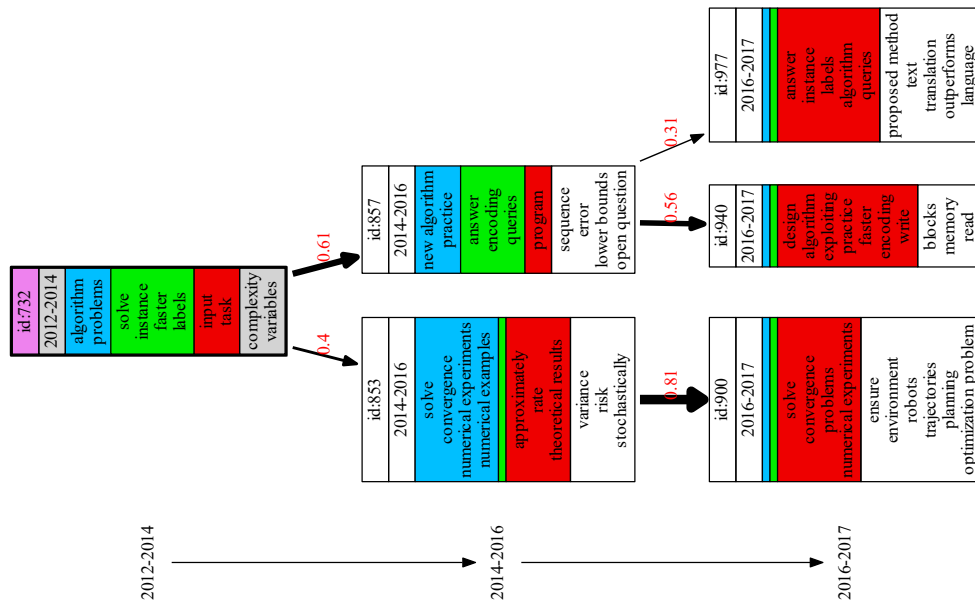 id:732
2012-2014
algorithm
problems
solve
instance
faster
labels
input
task
complexity
variables
0.4
0.61
id:853
2014-2016
solve
convergence
numerical experiments
numerical examples
approximately
rate
theoretical results
variance
risk
stochastically
id:857
2014-2016
new algorithm
practice
answer
encoding
queries
program
sequence
error
lower bounds
open question
0.81
0.56
0.31
id:900
2016-2017
solve
convergence
problems
numerical experiments
ensure
environment
robots
trajectories
planning
optimization problem
id:940
2016-2017
design
algorithm
exploiting
practice
faster
encoding
write
blocks
memory
read
id:977
2016-2017
answer
instance
labels
algorithm
queries
proposed method
text
translation
outperforms
language
2012-2014
2014-2016
2016-2017